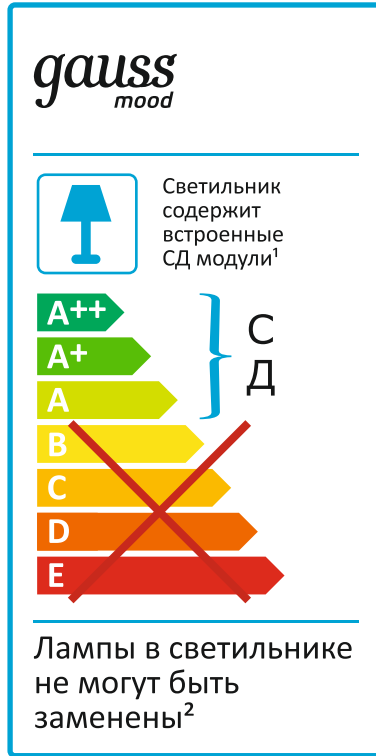 gauss
mood
Светильник
содержит
встроенные
СД модули¹
A++
A+
A
B
C
D
E
С
Д
Лампы в светильнике
не могут быть
заменены²